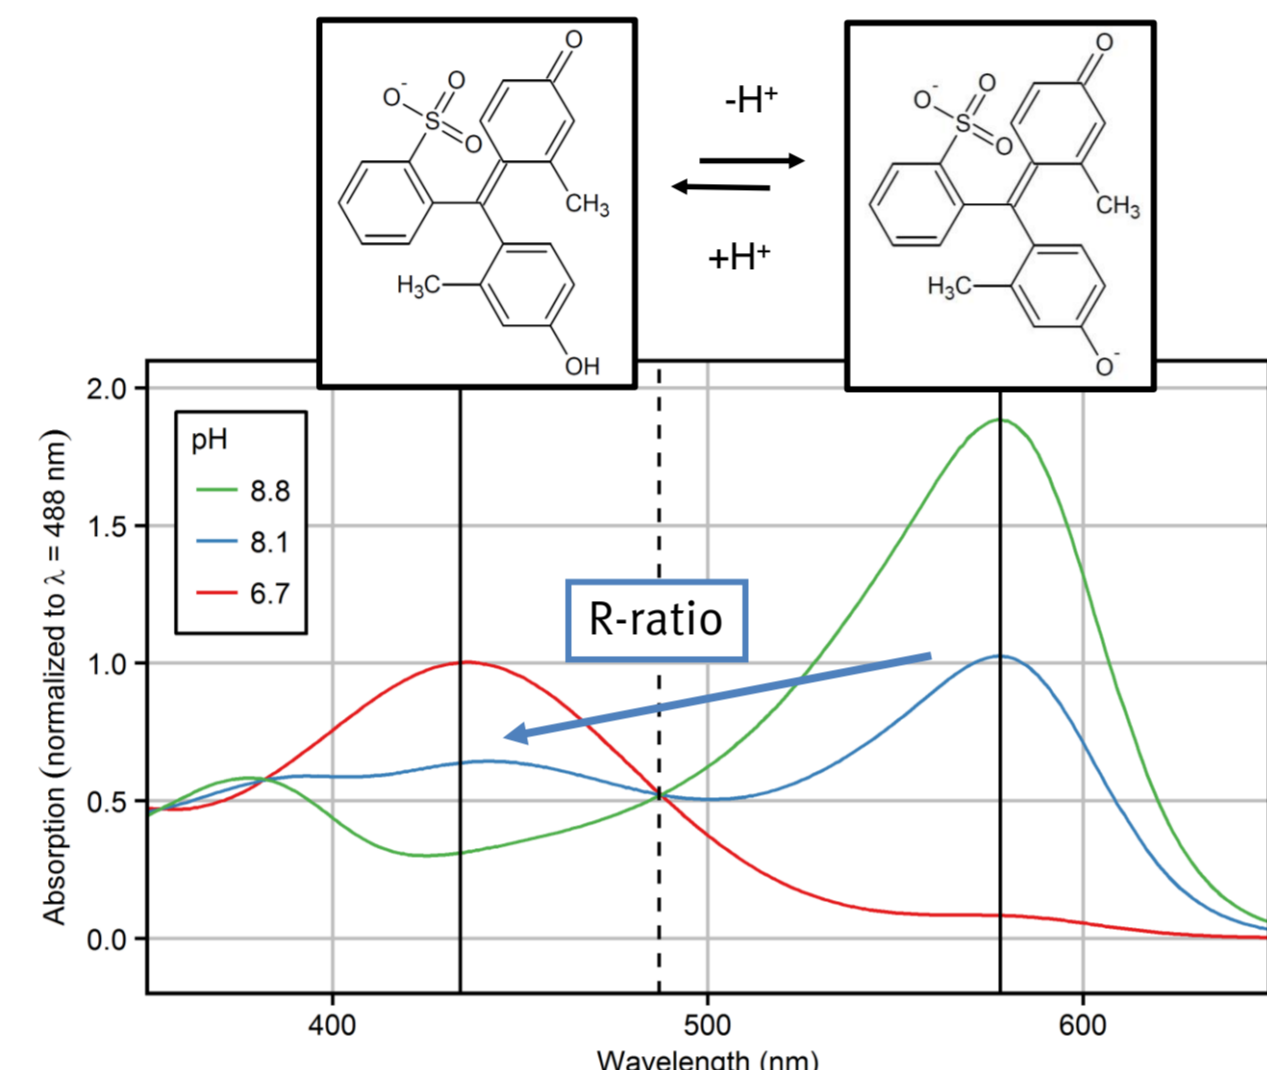 O
O-
O
S
O
CH3
H3C
OH
-H+
+H+
O
O-
O
S
O
CH3
H3C
O-
2.0
1.5
1.0
0.5
0.0
Absorption (normalized to λ = 488 nm)
pH
8.8
8.1
6.7
R-ratio
400
500
600
Wavelength (nm)